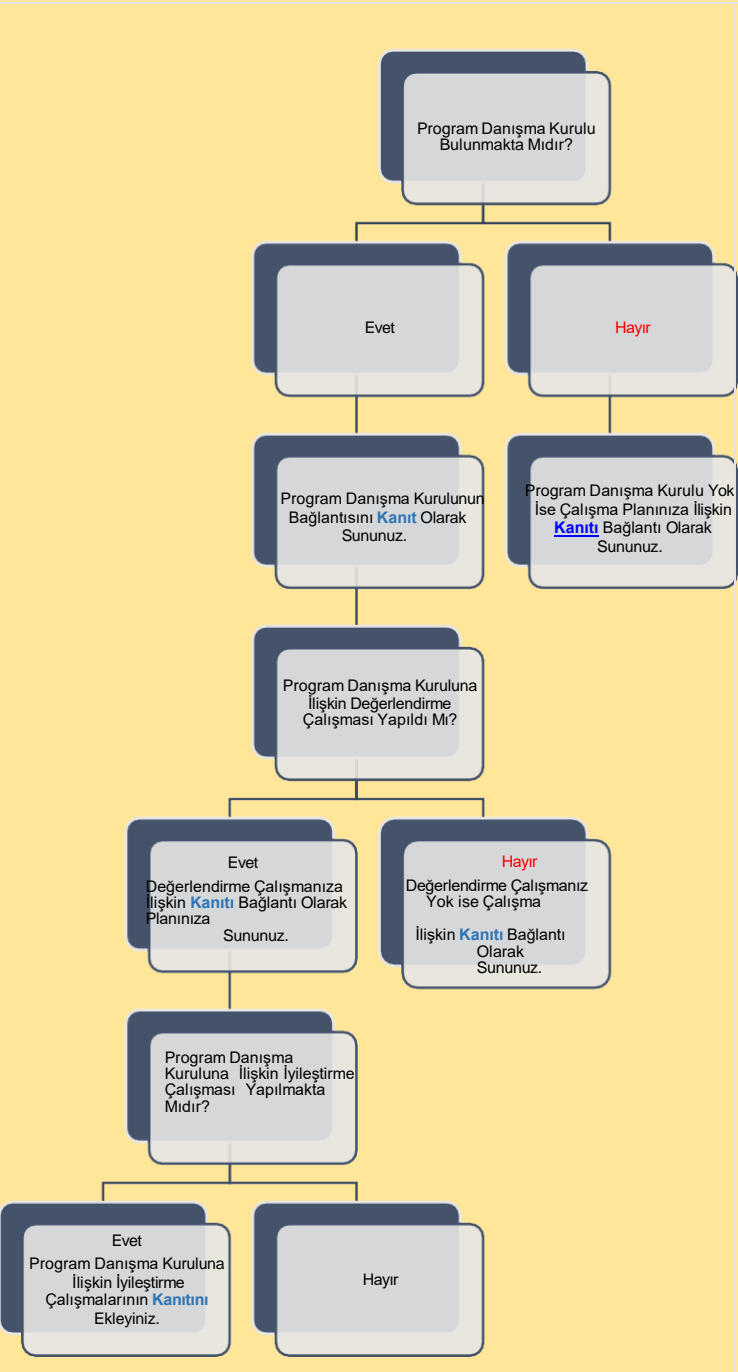 Program Danışma Kurulu
Bulunmakta Mıdır?
Evet
Hayır
Program Danışma Kurulunun
Bağlantısını Kanıt Olarak
Sununuz.
Program Danışma Kurulu Yok
İse Çalışma Planınıza İlişkin
Kanıtı Bağlantı Olarak
Sununuz.
Program Danışma Kuruluna
İlişkin Değerlendirme
Çalışması Yapıldı Mı?
Evet
Değerlendirme Çalışmanıza
İlişkin Kanıtı Bağlantı Olarak
Planınıza
Sununuz.
Hayır
Değerlendirme Çalışmanız
Yok ise Çalışma
İlişkin Kanıtı Bağlantı
Olarak
Sununuz.
Program Danışma
Kuruluna İlişkin İyileştirme
Çalışması Yapılmakta
Mıdır?
Evet
Program Danışma Kuruluna
İlişkin İyileştirme
Çalışmalarının Kanıtını
Ekleyiniz.
Hayır